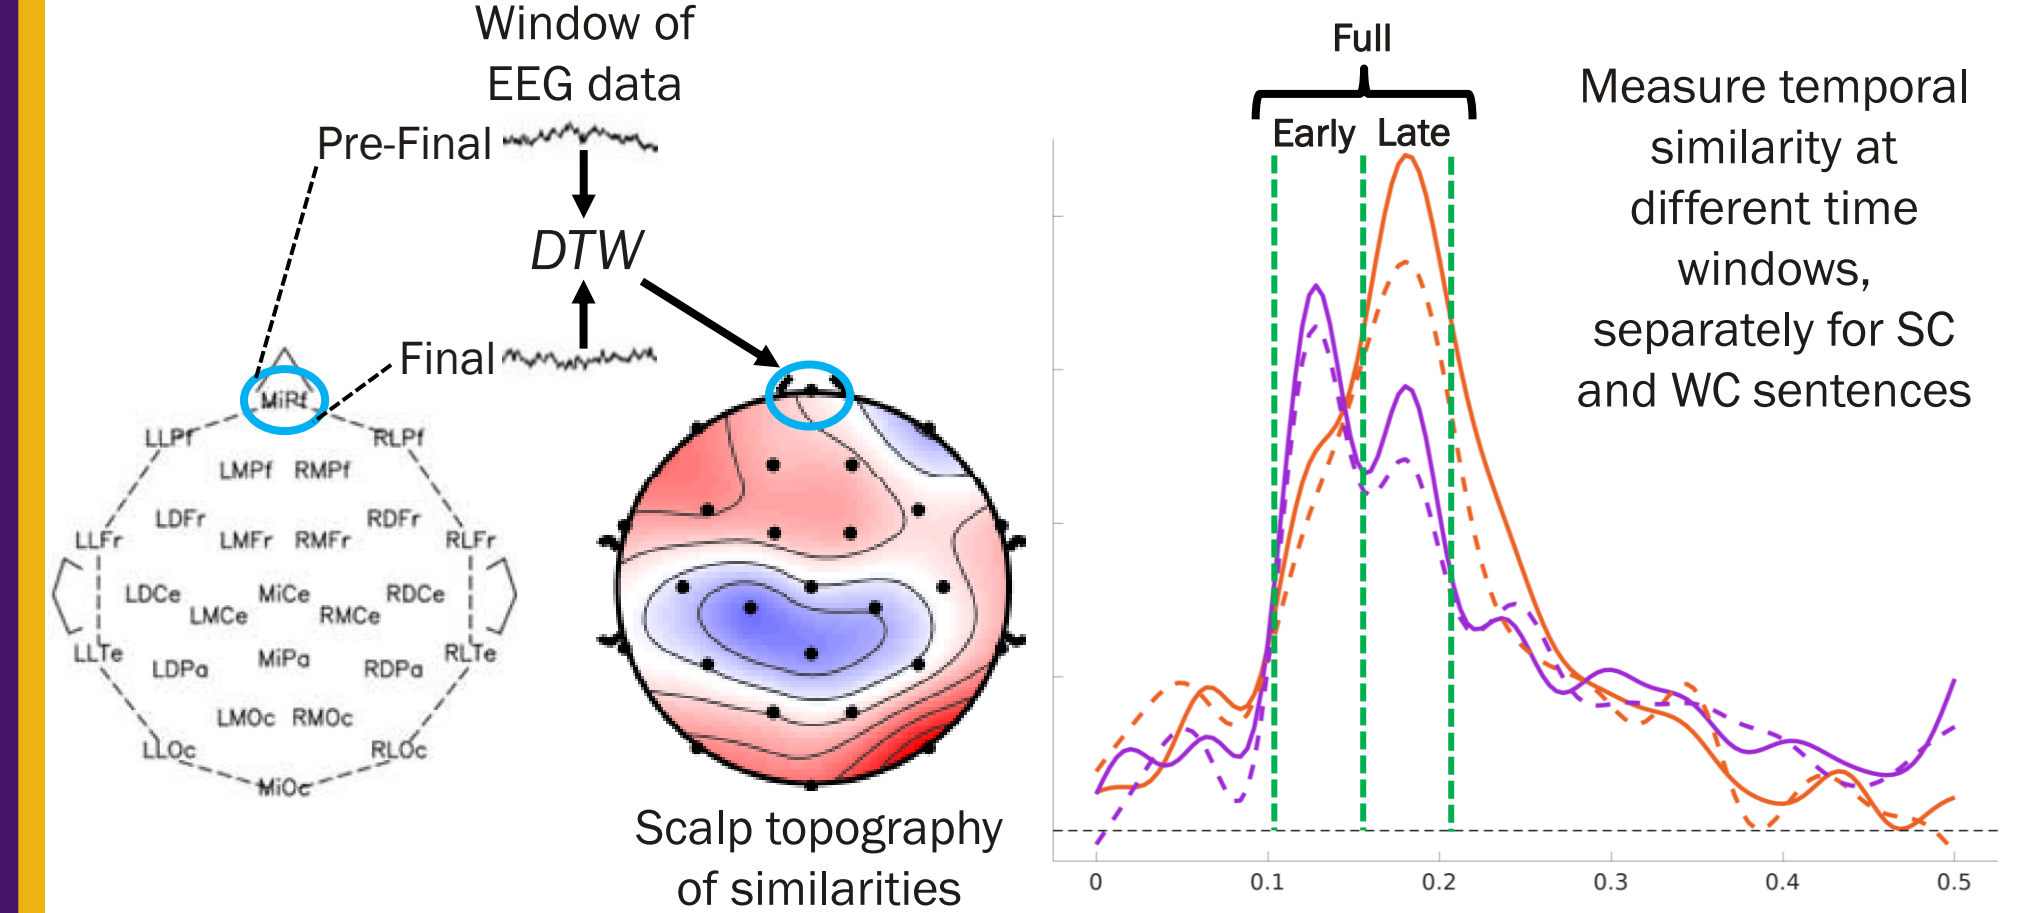 Window of
EEG data
Pre-Final
DTW
Final
MiPf
LLPf RLPf
LMPf RMPf
LDFr RDFr
LLFr LMFr RMFr RLFr
LDCe MiCe RDCe
LMCe RMCe
LLTe MiPa RLTe
LDPa RDPa
LMOc RMOc
LLOc RLOc
MiOc
Scalp topography
of similarities
Full
Early Late
0 0.1 0.2 0.3 0.4 0.5
Measure temporal
similarity at
different time
windows,
separately for SC
and WC sentences